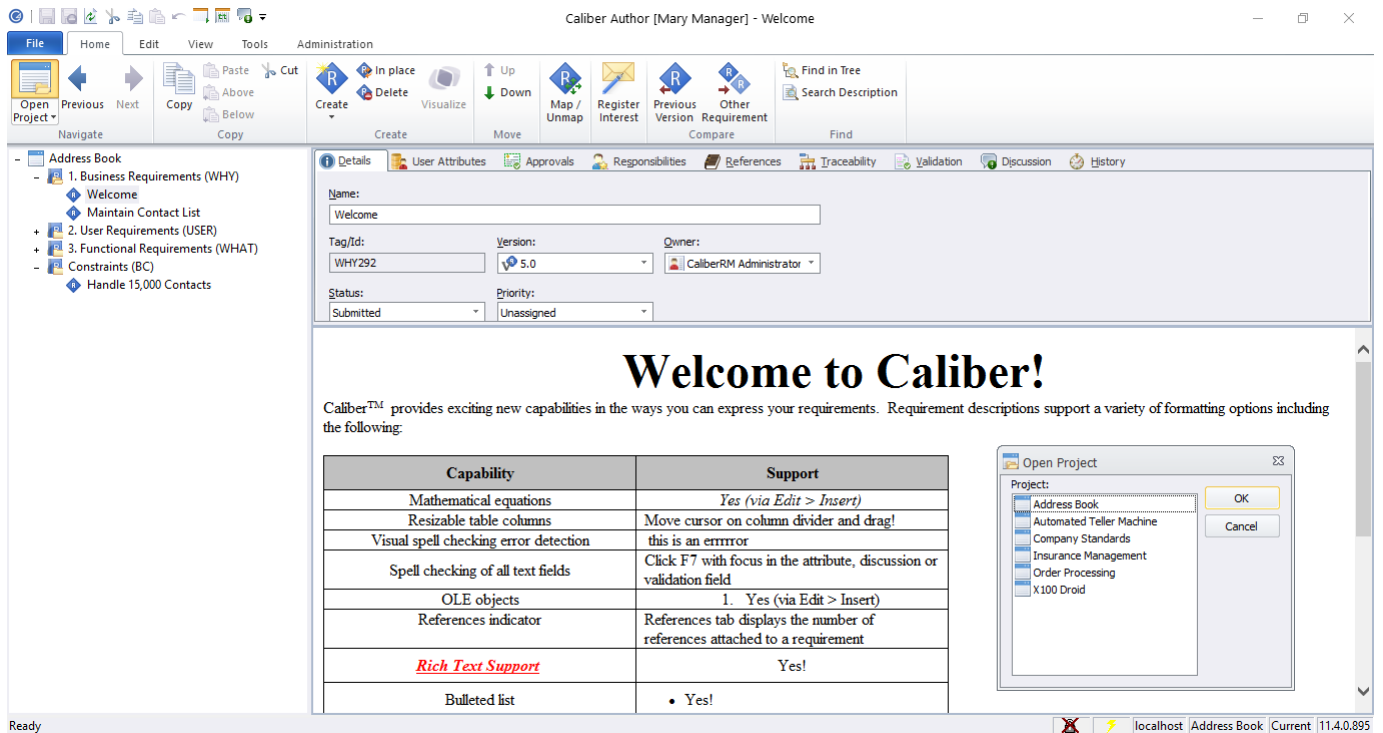 Caliber Author [Mary Manager] - Welcome
File Home Edit View Tools Administration
Open Project
Previous
Next
Navigate
Copy
Paste
Above
Below
Cut
Copy
Create
In place
Delete
Visualize
Create
Up
Down
Move
Map / Unmap
Register Interest
Previous Version
Other Requirement
Compare
Find in Tree
Search Description
Find
Address Book
1. Business Requirements (WHY)
Welcome
Maintain Contact List
2. User Requirements (USER)
3. Functional Requirements (WHAT)
Constraints (BC)
Handle 15,000 Contacts
Details User Attributes Approvals Responsibilities References Traceability Validation Discussion History
Name:
Welcome
Tag/Id: Version: Owner:
WHY292 5.0 CaliberRM Administrator
Status: Priority:
Submitted Unassigned
Welcome to Caliber!
Caliber™ provides exciting new capabilities in the ways you can express your requirements. Requirement descriptions support a variety of formatting options including
the following:
Capability Support
Mathematical equations Yes (via Edit > Insert)
Resizable table columns Move cursor on column divider and drag!
Visual spell checking error detection this is an errrror
Spell checking of all text fields Click F7 with focus in the attribute, discussion or
validation field
OLE objects 1. Yes (via Edit > Insert)
References indicator References tab displays the number of
references attached to a requirement
Rich Text Support Yes!
Bulleted list • Yes!
Open Project
Project:
Address Book
Automated Teller Machine
Company Standards
Insurance Management
Order Processing
X100 Droid
OK
Cancel
Ready localhost Address Book Current 11.4.0.895